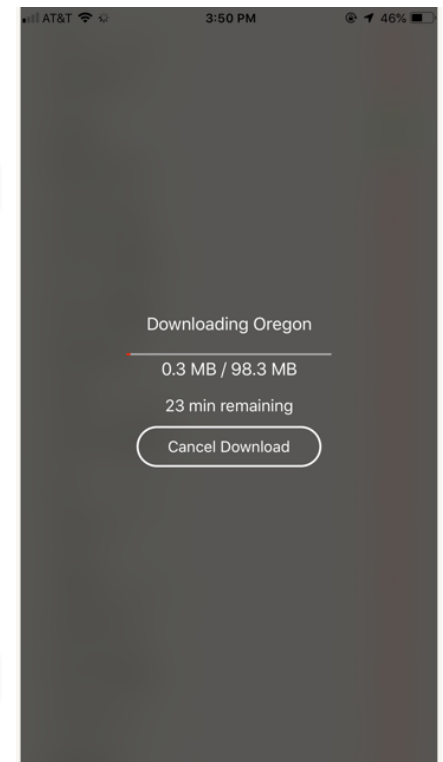 AT&T 3:50 PM 46%
Downloading Oregon
0.3 MB / 98.3 MB
23 min remaining
Cancel Download